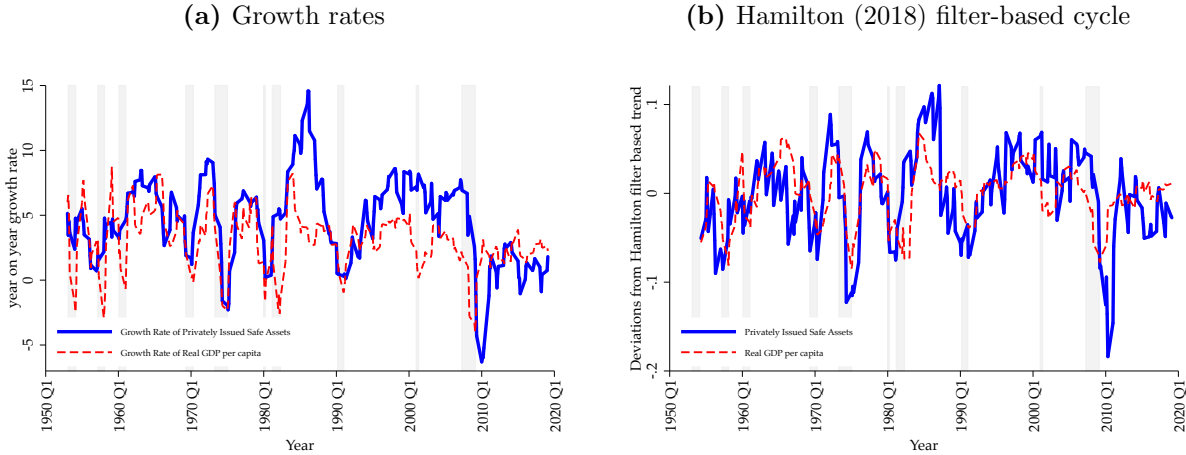 (a) Growth rates
year on year growth rate
15
10
5
0
-5
Growth Rate of Privately Issued Safe Assets
Growth Rate of Real GDP per capita
1950 Q1
1960 Q1
1970 Q1
1980 Q1
1990 Q1
2000 Q1
2010 Q1
2020 Q1
Year
(b) Hamilton (2018) filter-based cycle
Deviations from Hamilton filter based trend
.1
0
-.1
-.2
Privately Issued Safe Assets
Real GDP per capita
1950 Q1
1960 Q1
1970 Q1
1980 Q1
1990 Q1
2000 Q1
2010 Q1
2020 Q1
Year